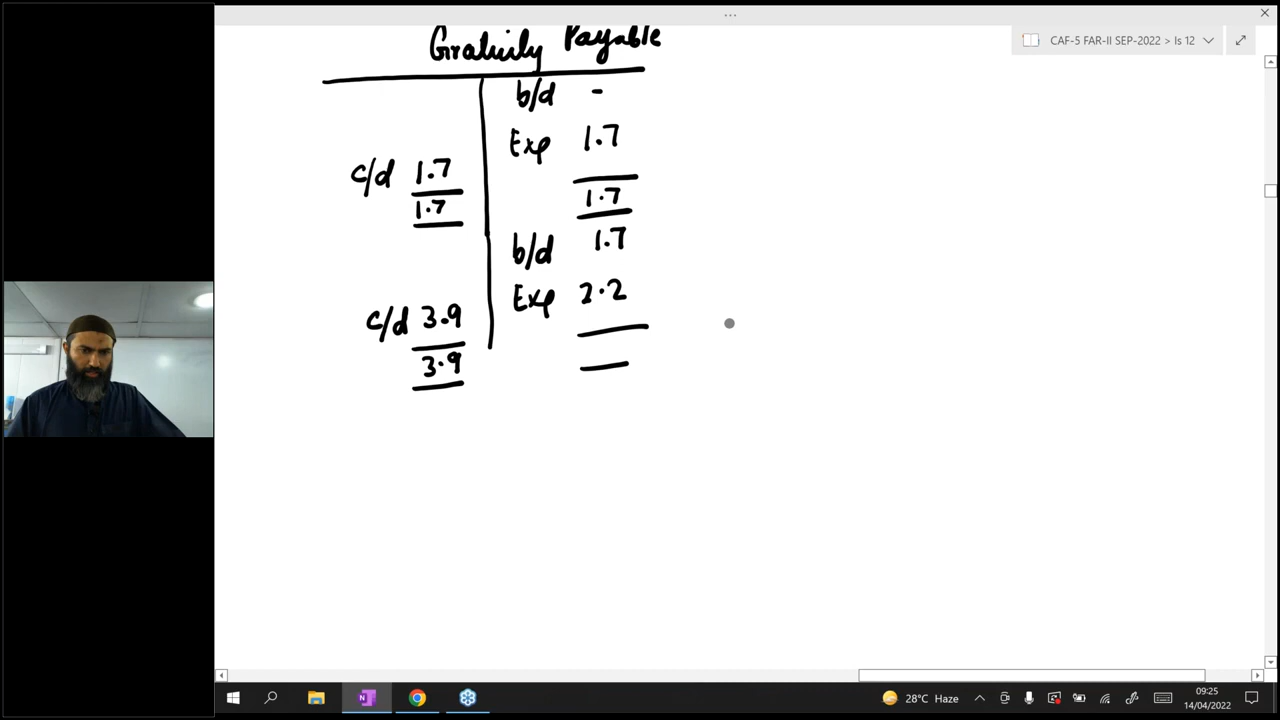 CAF-5 FAR-II SEP-2022 > Is 12
Gratuity Payable
b/d -
Exp 1.7
c/d 1.7
1.7 1.7
b/d 1.7
Exp 2.2
c/d 3.9
3.9
28°C Haze
09:25
14/04/2022